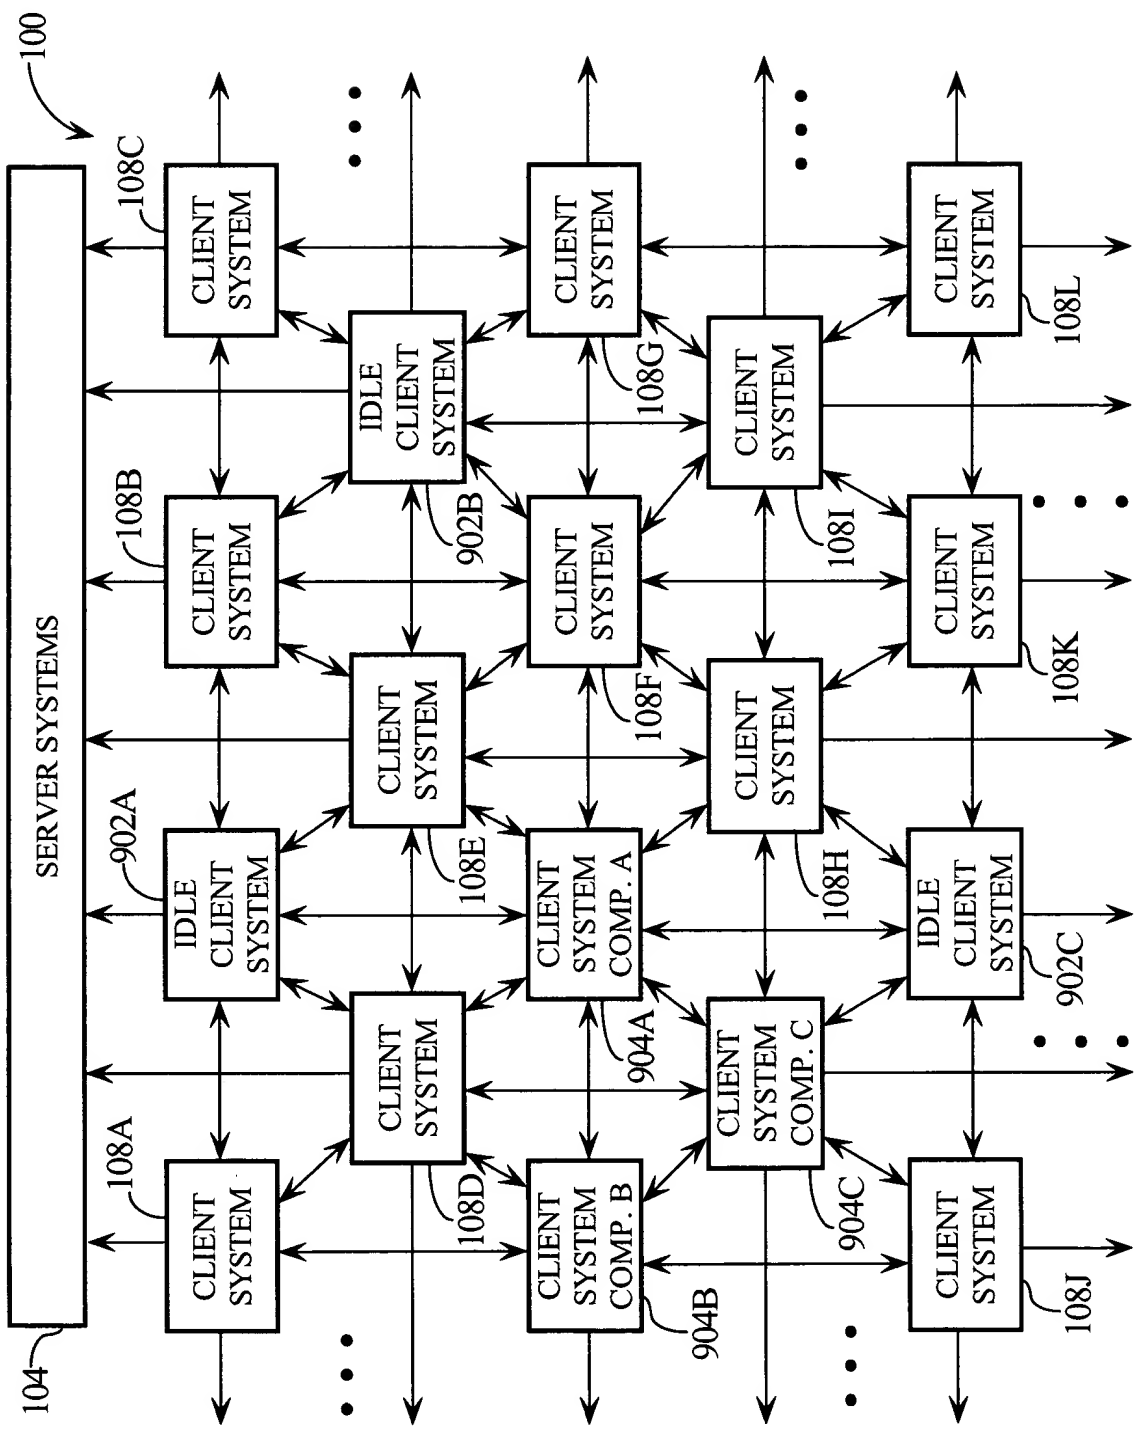 100
104
SERVER SYSTEMS
108A
902A
108B
108C
CLIENT
SYSTEM
IDLE
CLIENT
SYSTEM
CLIENT
SYSTEM
CLIENT
SYSTEM
CLIENT
SYSTEM
CLIENT
SYSTEM
IDLE
CLIENT
SYSTEM
108D
108E
902B
CLIENT
SYSTEM
COMP. B
CLIENT
SYSTEM
COMP. A
CLIENT
SYSTEM
CLIENT
SYSTEM
904B
904A
108F
108G
CLIENT
SYSTEM
COMP. C
CLIENT
SYSTEM
CLIENT
SYSTEM
904C
108H
108I
CLIENT
SYSTEM
IDLE
CLIENT
SYSTEM
CLIENT
SYSTEM
CLIENT
SYSTEM
108J
902C
108K
108L